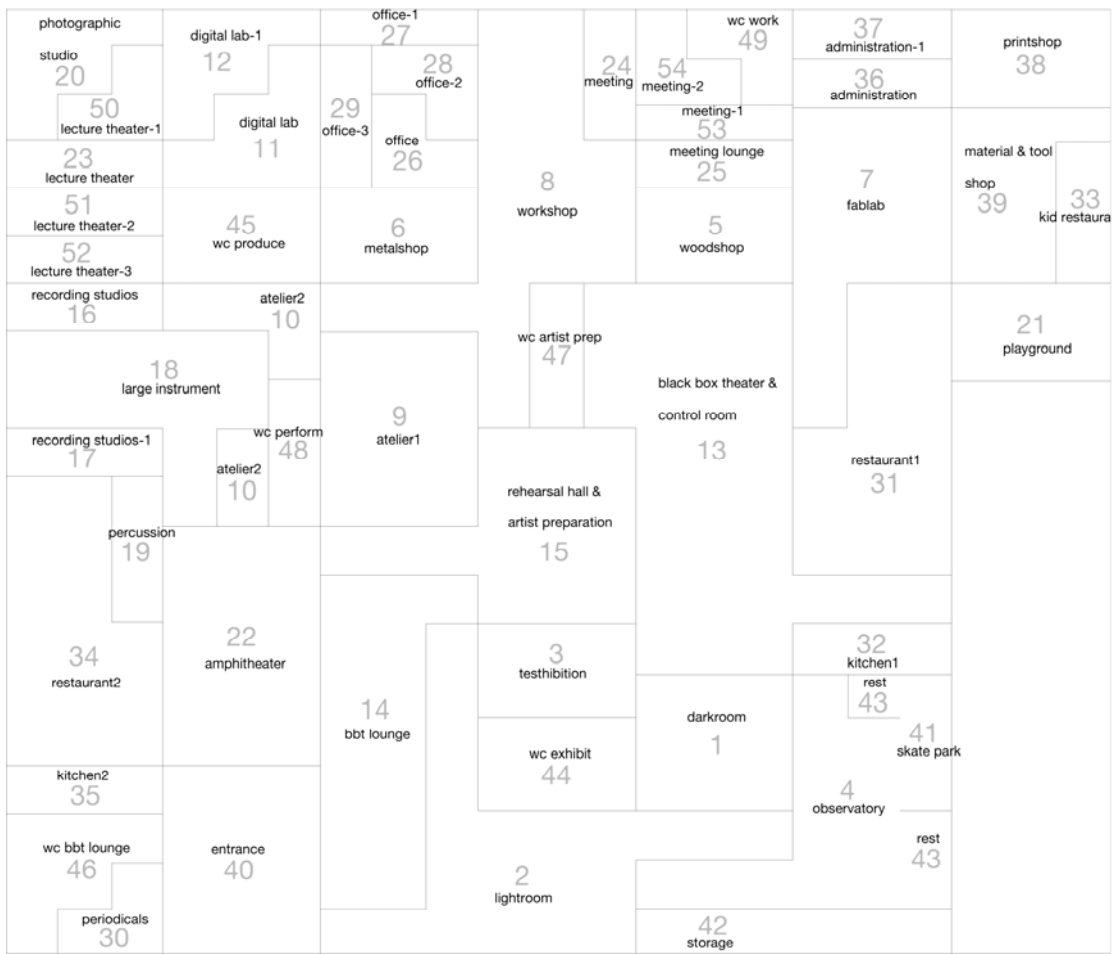 photographic
studio
20
50
lecture theater-1
digital lab-1
12
digital lab
11
office-1
27
28
office-2
29
office-3
office
26
24
meeting
wc work
49
54
meeting-2
meeting-1
53
meeting lounge
25
37
administration-1
36
administration
printshop
38
23
lecture theater
51
lecture theater-2
52
lecture theater-3
45
wc produce
6
metalshop
8
workshop
5
woodshop
7
fablab
material & tool
shop
39
33
kid restaura
recording studios
16
atelier2
10
18
large instrument
recording studios-1
17
wc perform
48
atelier2
10
9
atelier1
wc artist prep
47
black box theater &
control room
13
21
playground
restaurant1
31
rehearsal hall &
artist preparation
15
percussion
19
34
restaurant2
22
amphitheater
14
bbt lounge
3
testhibition
wc exhibit
44
darkroom
1
32
kitchen1
rest
43
41
skate park
4
observatory
rest
43
kitchen2
35
wc bbt lounge
46
periodicals
30
entrance
40
2
lightroom
42
storage